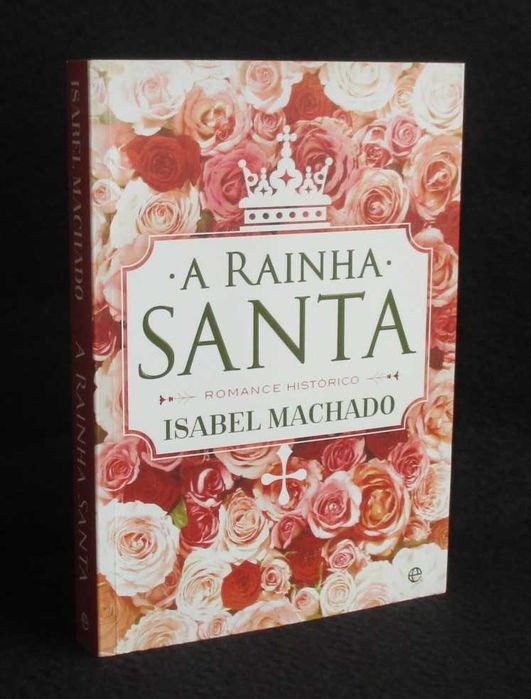 · A RAINHA ·
SANTA
ROMANCE HISTÓRICO
ISABEL MACHADO
ISABEL MACHADO A RAINHA SANTA
e